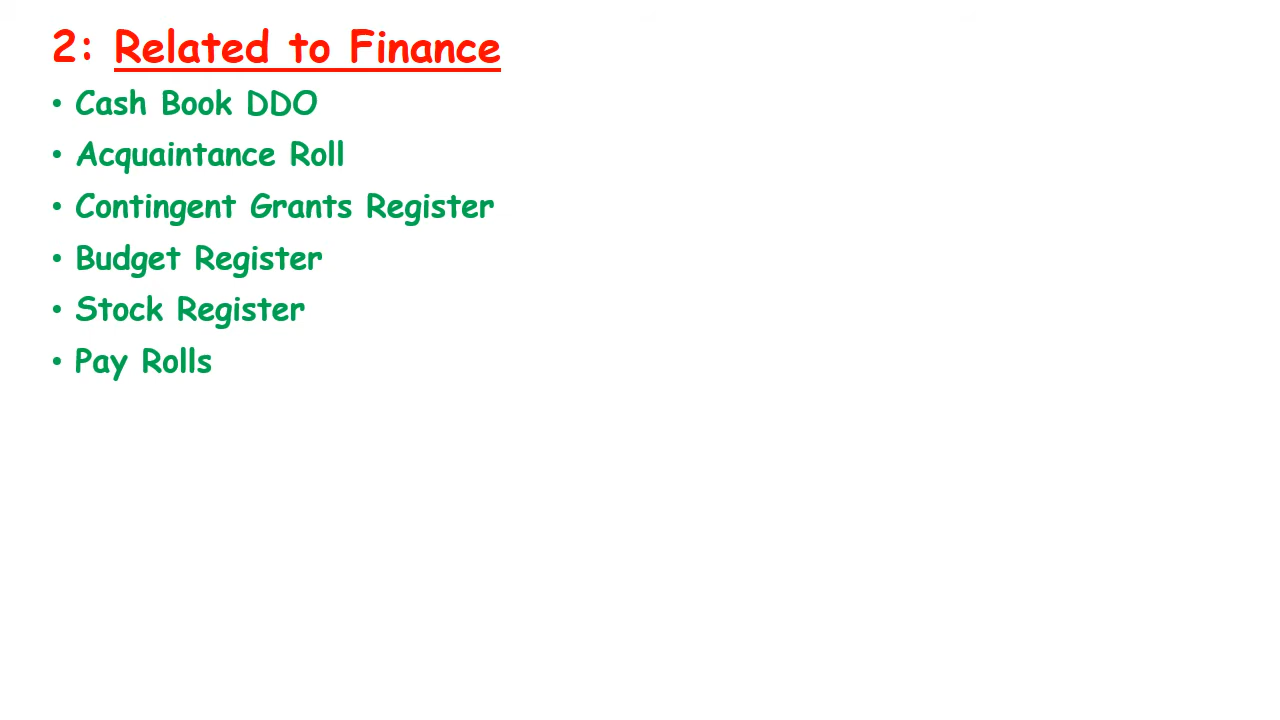 2: Related to Finance
• Cash Book DDO
• Acquaintance Roll
• Contingent Grants Register
• Budget Register
• Stock Register
• Pay Rolls